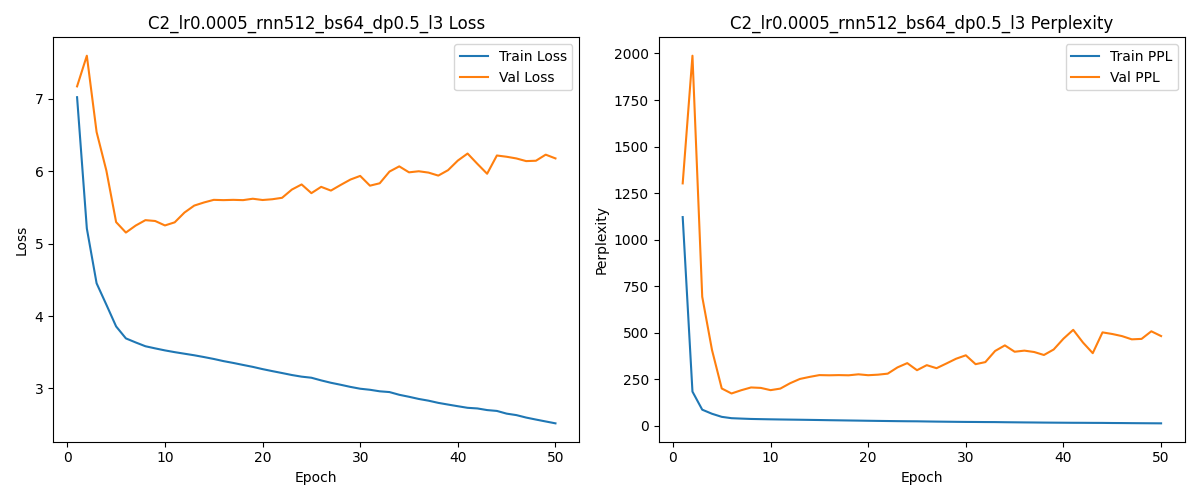 C2_lr0.0005_rnn512_bs64_dp0.5_l3 Loss
Train Loss
Val Loss
7
6
5
4
3
Loss
0
10
20
30
40
50
Epoch
C2_lr0.0005_rnn512_bs64_dp0.5_l3 Perplexity
Train PPL
Val PPL
2000
1750
1500
1250
1000
750
500
250
0
Perplexity
0
10
20
30
40
50
Epoch